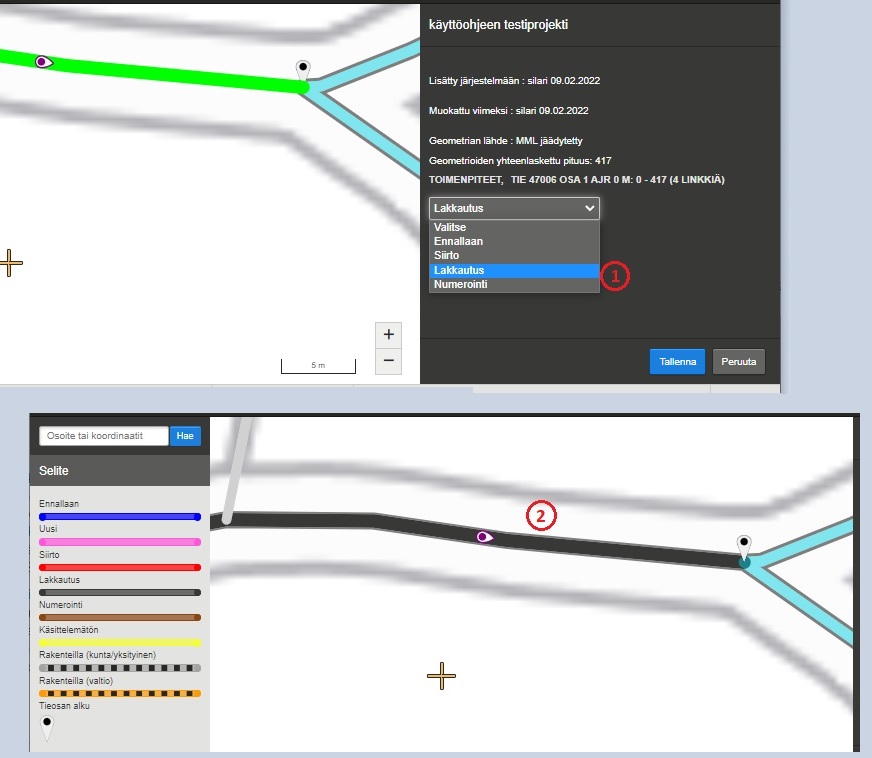 käyttöohjeen testiprojekti
Lisätty järjestelmään : silari 09.02.2022
Muokattu viimeksi : silari 09.02.2022
Geometrian lähde : MML jäädytetty
Geometrioiden yhteenlaskettu pituus: 417
TOIMENPITEET, TIE 47006 OSA 1 AJR 0 M: 0 - 417 (4 LINKKIÄ)
Lakkautus
Valitse
Ennallaan
Siirto
Lakkautus
Numerointi
1
+
−
5 m
Tallenna Peruuta
Osoite tai koordinaatit Hae
Selite
Ennallaan
Uusi
Siirto
Lakkautus
Numerointi
Käsittelemätön
Rakenteilla (kunta/yksityinen)
Rakenteilla (valtio)
Tieosan alku
2